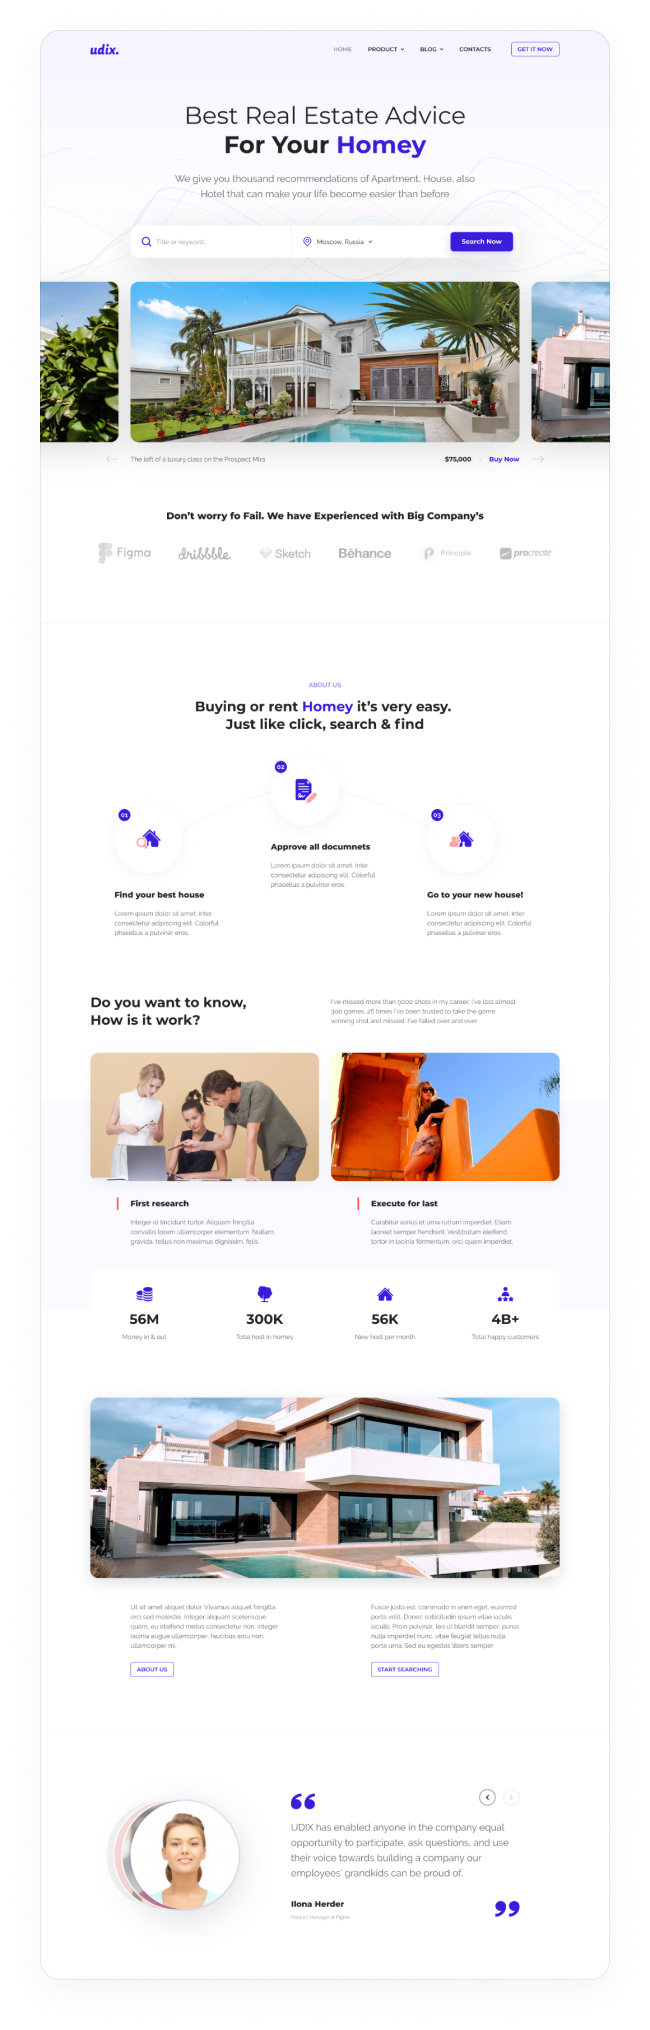 udix.
HOME PRODUCT BLOG CONTACTS GET IT NOW
Best Real Estate Advice
For Your Homey
We give you thousand recommendations of Apartment, House, also
Hotel that can make your life become easier than before
Title or keyword... Moscow, Russia Search Now
The loft of a luxury class on the Prospect Mira $75,000 Buy Now
Don't worry fo Fail. We have Experienced with Big Company's
Figma dribbble Sketch Bēhance Principle procreate
ABOUT US
Buying or rent Homey it's very easy.
Just like click, search & find
01
Find your best house
Lorem ipsum dolor sit amet, inter
consectetur adipiscing elit. Colorful
phasellus a pulvinar eros.
02
Approve all documnets
Lorem ipsum dolor sit amet, inter
consectetur adipiscing elit. Colorful
phasellus a pulvinar eros.
03
Go to your new house!
Lorem ipsum dolor sit amet, inter
consectetur adipiscing elit. Colorful
phasellus a pulvinar eros.
Do you want to know,
How is it work?
I've missed more than 9000 shots in my career. I've lost almost
300 games. 26 times I've been trusted to take the game
winning shot and missed. I've failed over and over
First research
Integer id tincidunt tortor. Aliquam fringilla
convallis lorem ullamcorper elementum. Nullam
gravida, tellus non maximus dignissim, felis.
Execute for last
Curabitur varius et urna rutrum imperdiet. Etiam
laoreet semper hendrerit. Vestibulum eleifend,
tortor in lacinia fermentum, orci quam imperdiet.
56M
Money in & out
300K
Total host in homey
56K
New host per month
4B+
Total happy customers
Ut sit amet aliquet dolor. Vivamus aliquet fringilla
orci sed molestie. Integer aliquam scelerisque
quam, eu eleifend metus consectetur non. Integer
lacinia augue ullamcorper, faucibus arcu non,
ullamcorper mi.
ABOUT US
Fusce justo est, commodo in enim eget, euismod
porta velit. Donec sollicitudin ipsum vitae iaculis
iaculis. Proin pulvinar, leo ut blandit semper, purus
nulla imperdiet nunc, vitae feugiat tellus nulla
porta urna. Sed eu egestas libero semper.
START SEARCHING
UDIX has enabled anyone in the company equal
opportunity to participate, ask questions, and use
their voice towards building a company our
employees' grandkids can be proud of.
Ilona Herder
Product Manager at Figma